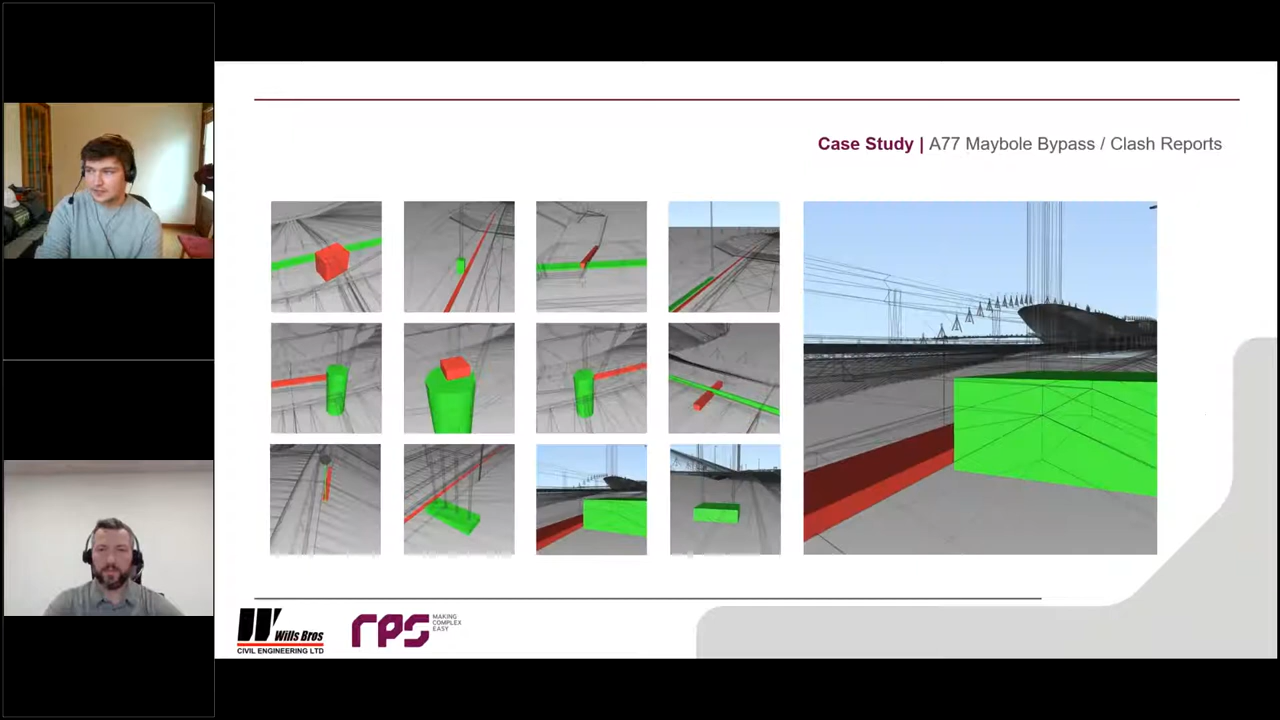 Case Study | A77 Maybole Bypass / Clash Reports
Wills Bros
CIVIL ENGINEERING LTD
rps
MAKING
COMPLEX
EASY